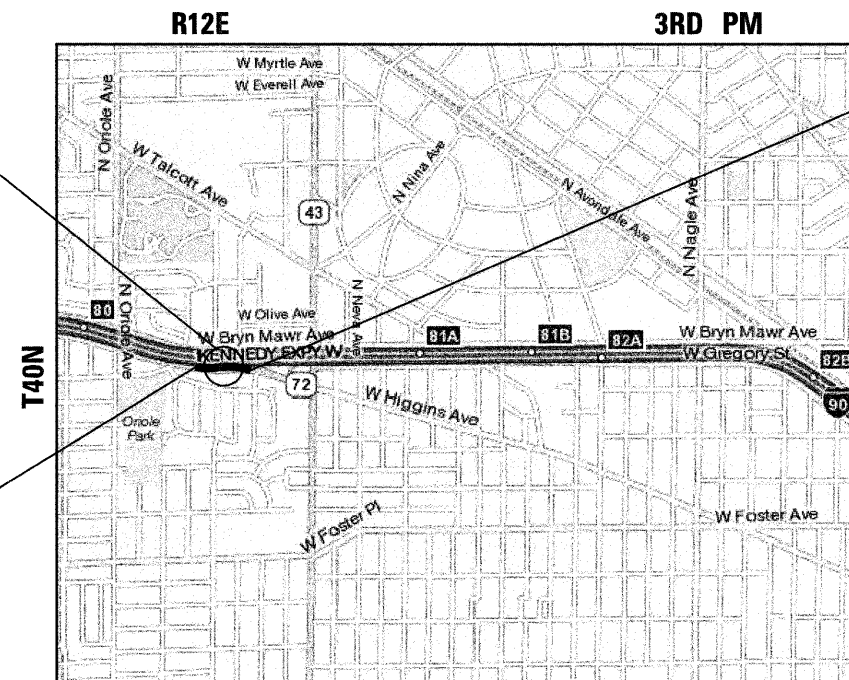 R12E
3RD PM
W Myrtle Ave
W Everell Ave
N Oriole Ave
W Talcott Ave
N Nina Ave
43
N Avondale Ave
N Nagle Ave
N Oriole Ave
80
W Olive Ave
N Neva Ave
W Bryn Mawr Ave
KENNEDY EXPY W
81A
81B
82A
W Bryn Mawr Ave
W Gregory St
82B
90
T40N
72
W Higgins Ave
Oriole
Park
W Foster Pl
W Foster Ave